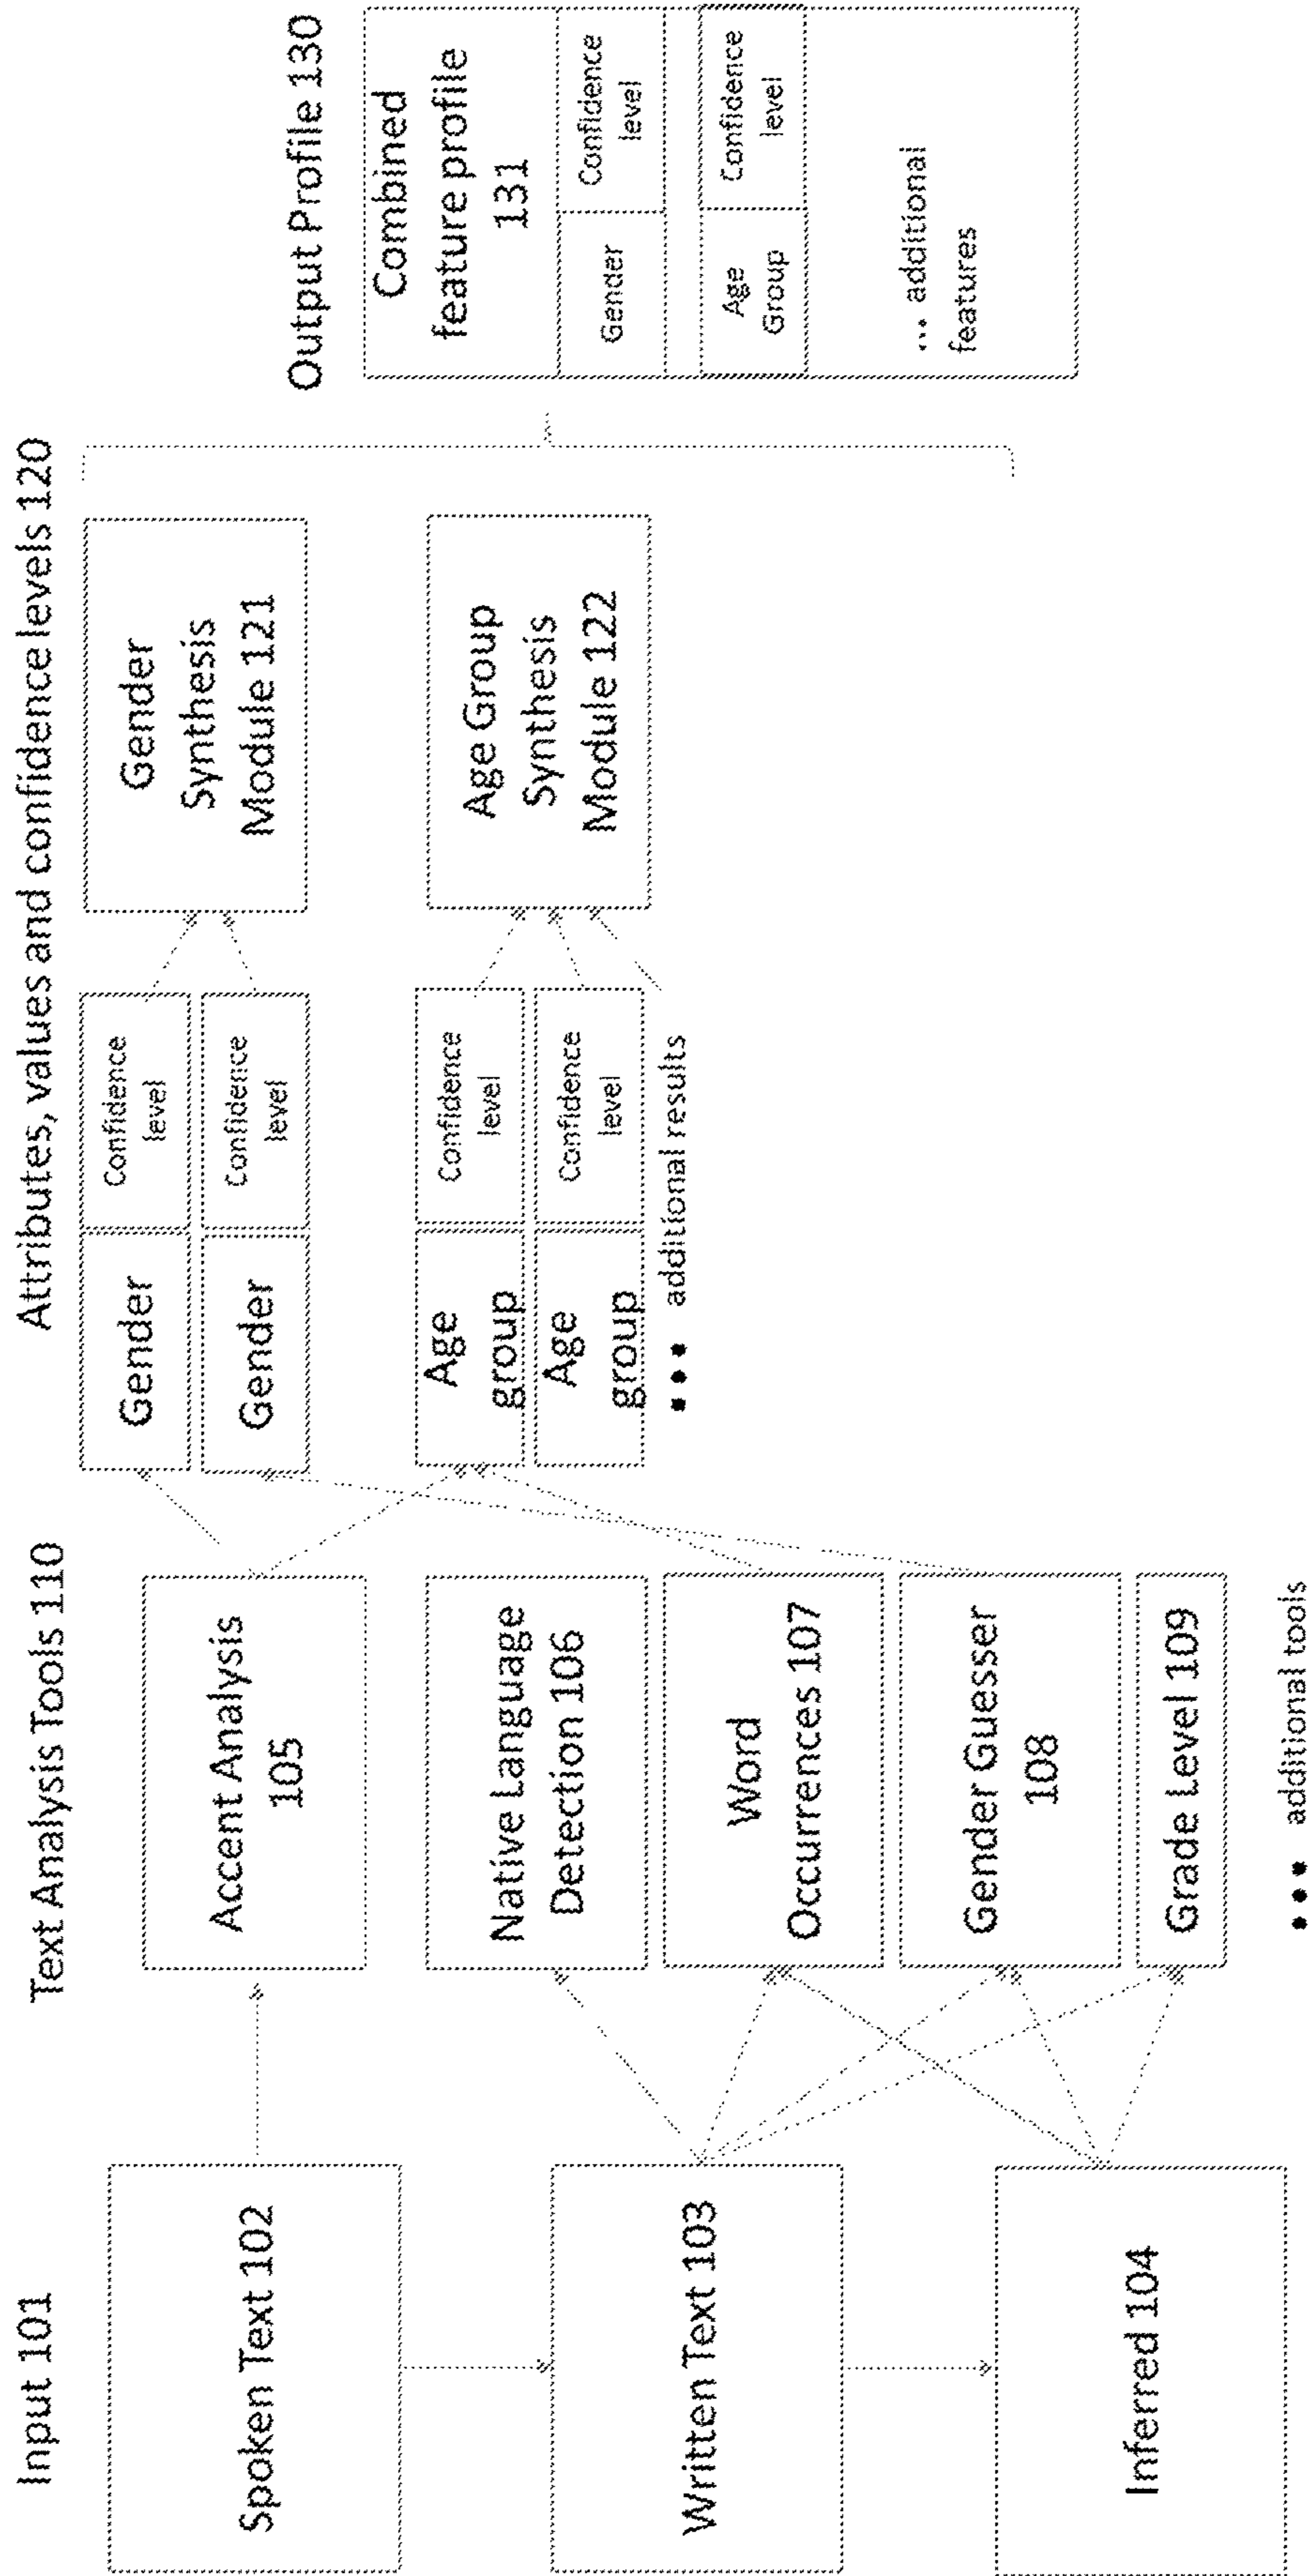 Input 101
Spoken Text 102
Written Text 103
Inferred 104
Text Analysis Tools 110
Accent Analysis
105
Native Language
Detection 106
Word
Occurrences 107
Gender Guesser
108
Grade Level 109
••• additional tools
Attributes, values and confidence levels 120
Gender
Confidence
level
Gender
Confidence
level
Age
group
Confidence
level
Age
group
Confidence
level
••• additional results
Gender
Synthesis
Module 121
Age Group
Synthesis
Module 122
Output Profile 130
Combined
feature profile
131
Gender
Confidence
level
Age
Group
Confidence
level
... additional
features